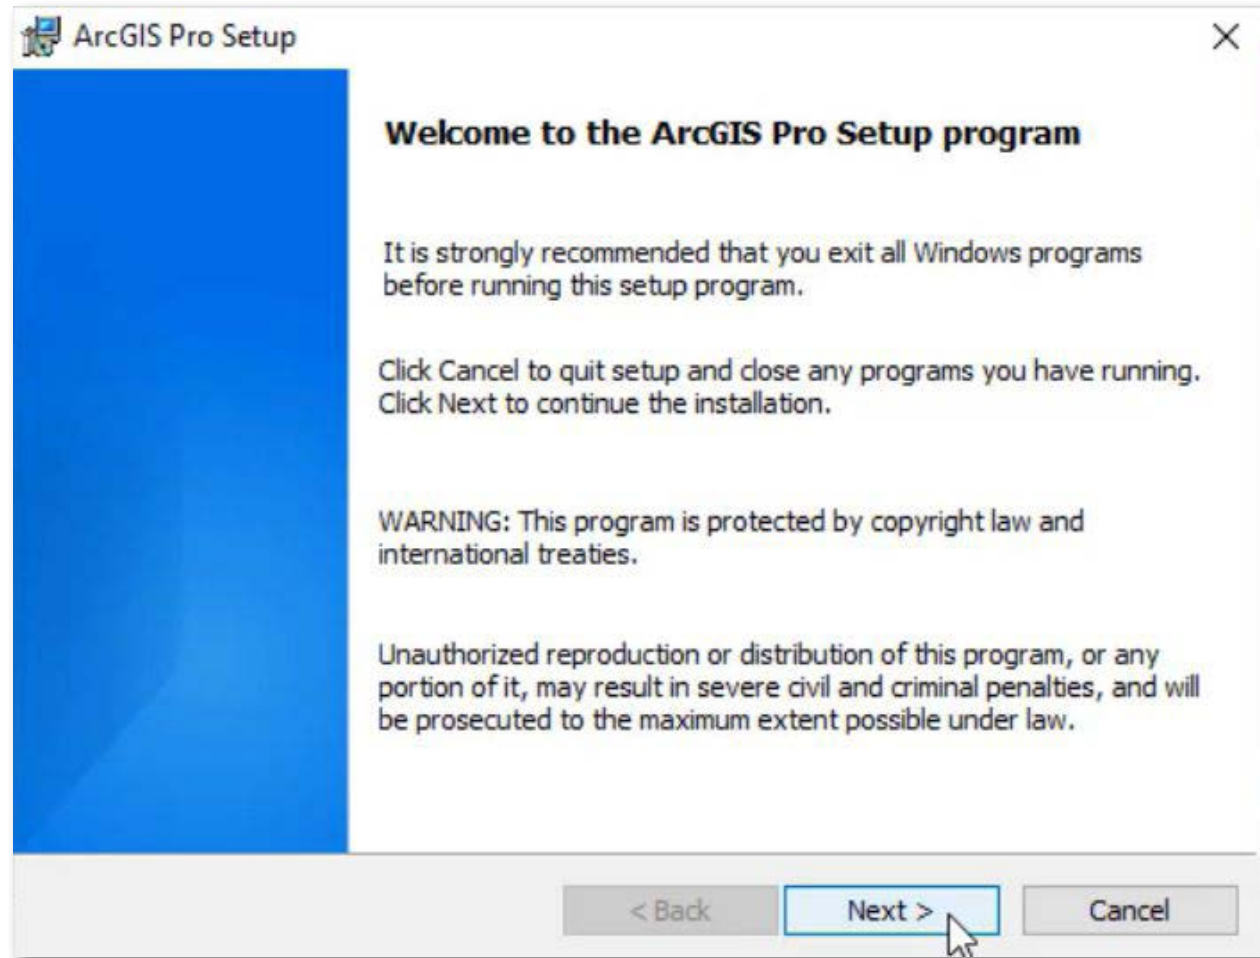 ArcGIS Pro Setup
Welcome to the ArcGIS Pro Setup program
It is strongly recommended that you exit all Windows programs
before running this setup program.
Click Cancel to quit setup and close any programs you have running.
Click Next to continue the installation.
WARNING: This program is protected by copyright law and
international treaties.
Unauthorized reproduction or distribution of this program, or any
portion of it, may result in severe civil and criminal penalties, and will
be prosecuted to the maximum extent possible under law.
< Back
Next >
Cancel